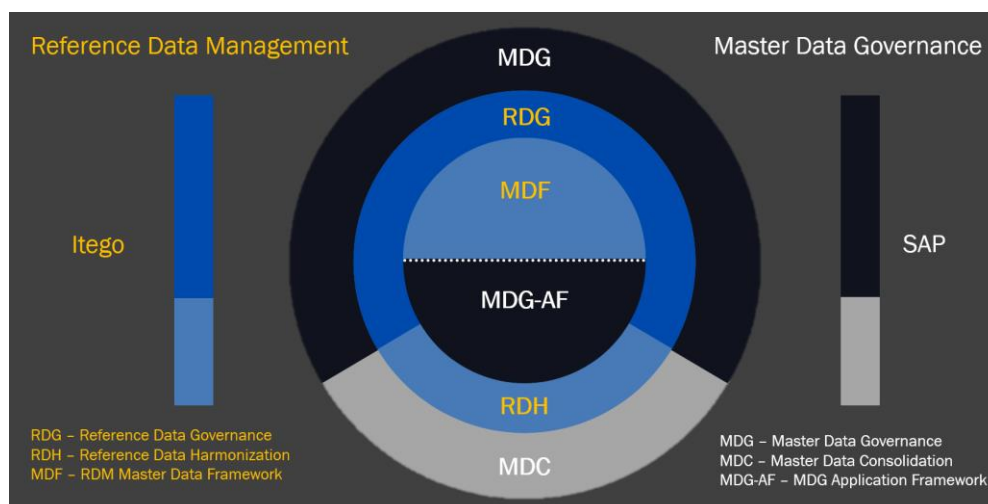 Reference Data Management
Master Data Governance
MDG
RDG
MDF
Itego
SAP
MDG-AF
RDH
MDC
RDG – Reference Data Governance
RDH – Reference Data Harmonization
MDF – RDM Master Data Framework
MDG – Master Data Governance
MDC – Master Data Consolidation
MDG-AF – MDG Application Framework